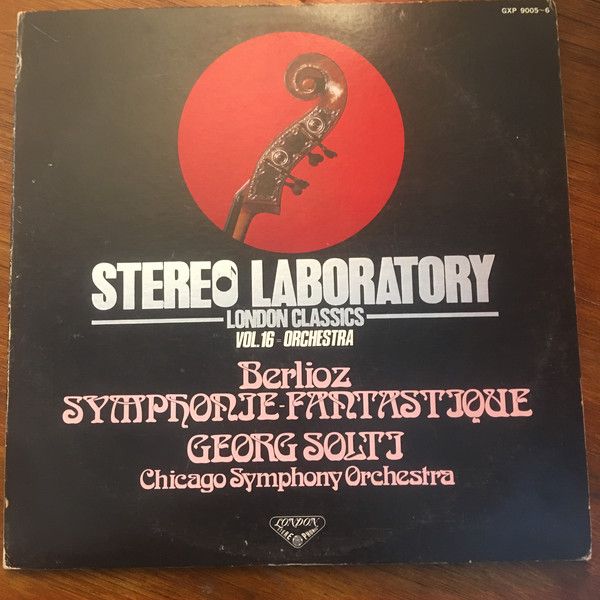 GXP 9005~6
STEREO LABORATORY
LONDON CLASSICS
VOL.16 - ORCHESTRA
Berlioz
SYMPHONIE-FANTASTIQUE
GEORG SOLTI
Chicago Symphony Orchestra
LONDON